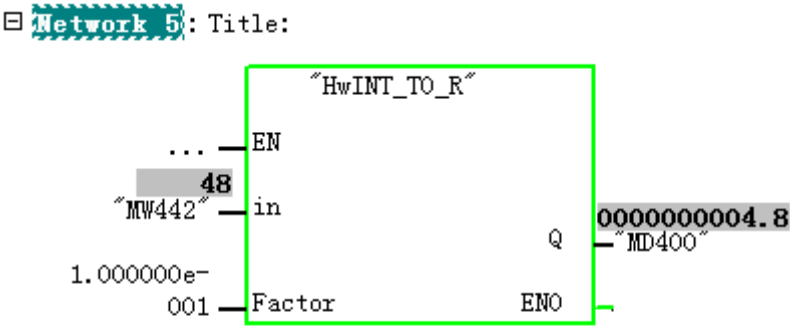 Network 5: Title:
"HwINT_TO_R"
... EN
48
"MW442" in
0000000004.8
Q "MD400"
1.000000e-
001 Factor ENO